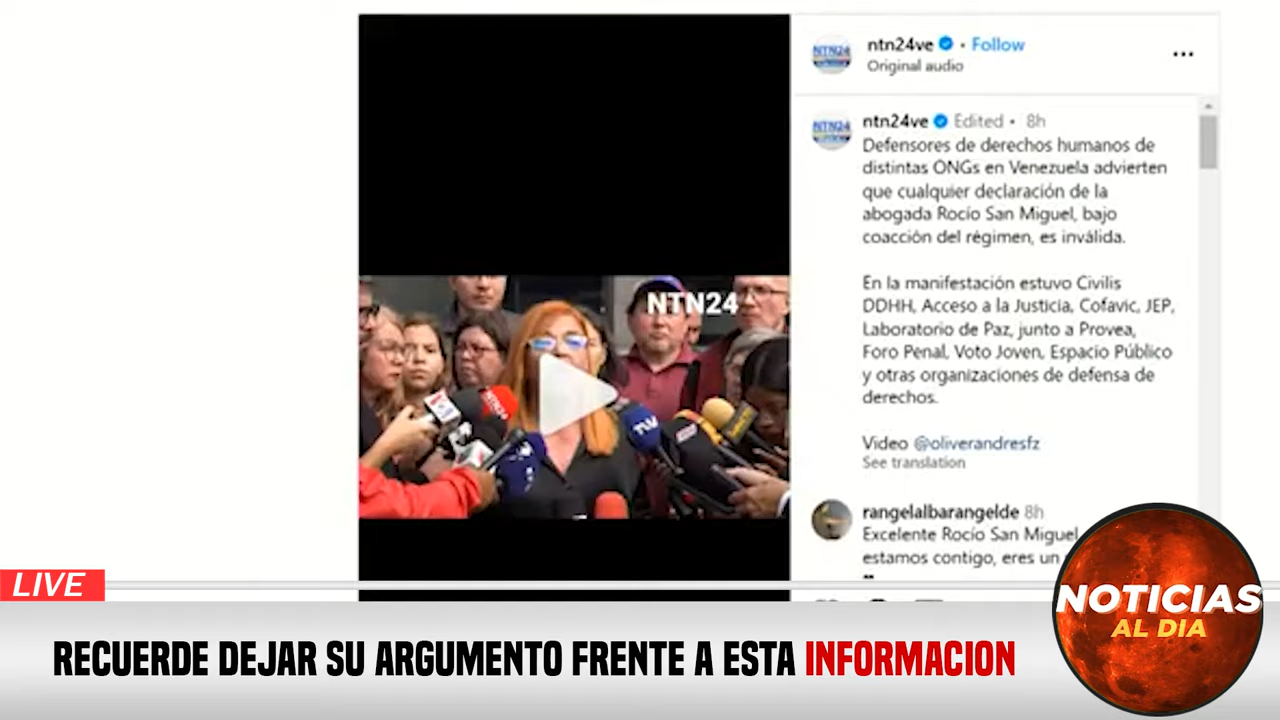 ntn24ve • Follow
Original audio
ntn24ve Edited • 8h
Defensores de derechos humanos de
distintas ONGs en Venezuela advierten
que cualquier declaración de la
abogada Rocío San Miguel, bajo
coacción del régimen, es inválida.
En la manifestación estuvo Civilis
DDHH, Acceso a la Justicia, Cofavic, JEP,
Laboratorio de Paz, junto a Provea,
Foro Penal, Voto Joven, Espacio Público
y otras organizaciones de defensa de
derechos.
Video @oliverandresfz
See translation
rangelalbarangelde 8h
Excelente Rocío San Miguel
estamos contigo, eres un
NTN24
NTN24
LIVE
RECUERDE DEJAR SU ARGUMENTO FRENTE A ESTA INFORMACION
NOTICIAS
AL DIA